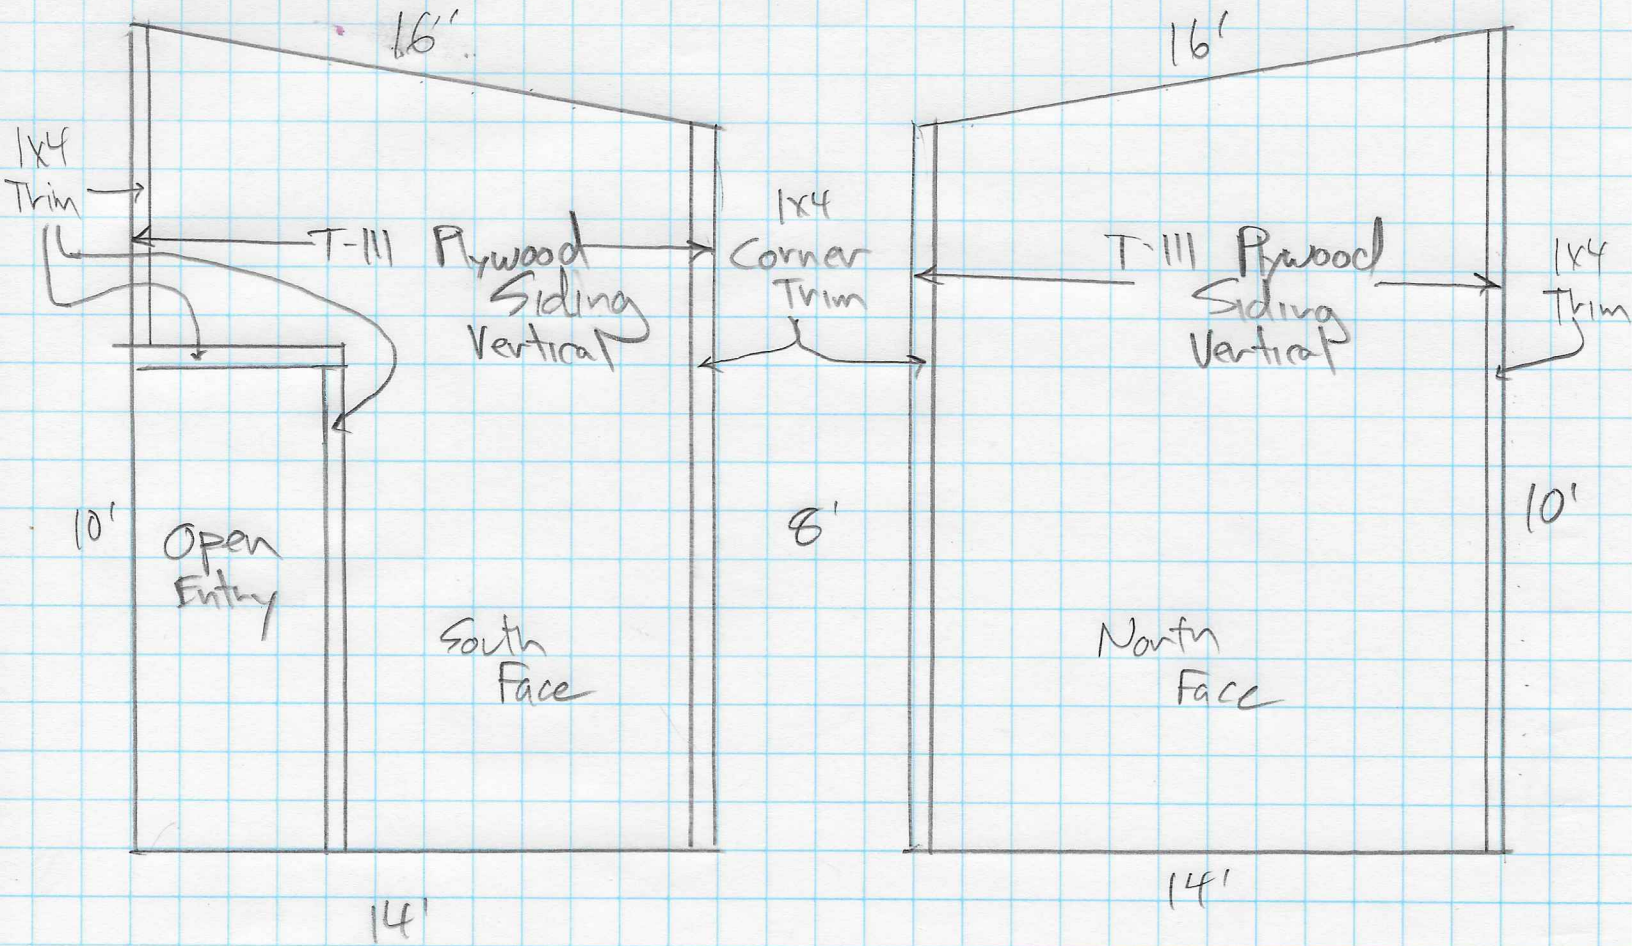 16'
16'
1x4
Trim
T-111 Plywood
Siding
Vertical
1x4
Corner
Trim
T-111 Plywood
Siding
Vertical
1x4
Trim
10'
Open
Entry
8'
10'
South
Face
North
Face
14'
14'